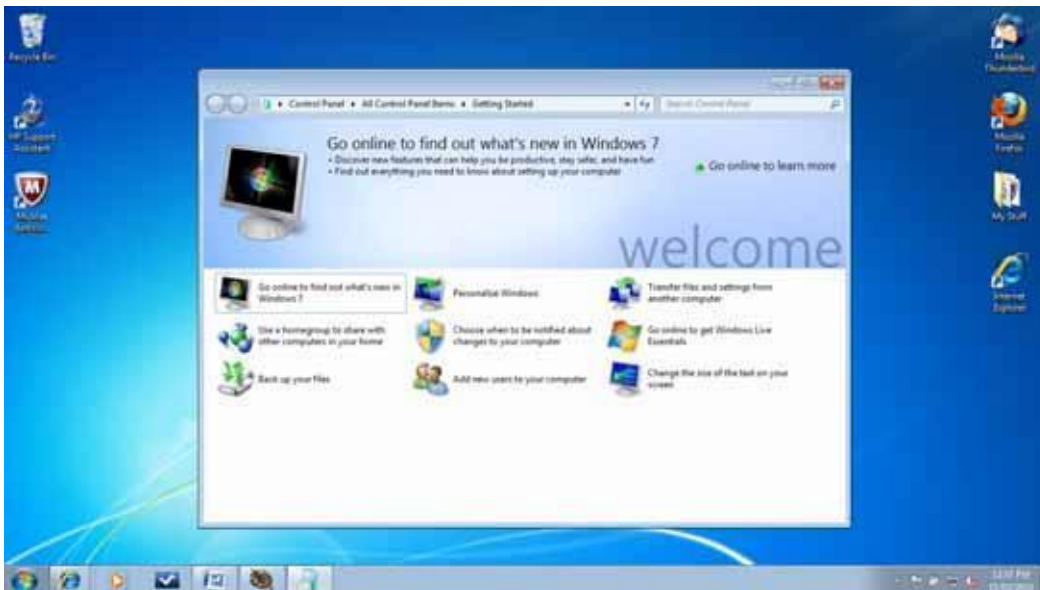 Recycle Bin
HP Support
Assistant
McAfee
Mozilla
Thunderbird
Mozilla
Firefox
My Stuff
Internet
Explorer
Control Panel All Control Panel Items Getting Started
Search Control Panel
Go online to find out what's new in Windows 7
• Discover new features that can help you be productive, stay safer, and have fun
• Find out everything you need to know about setting up your computer
Go online to learn more
welcome
Go online to find out what's new in
Windows 7
Personalize Windows
Transfer files and settings from
another computer
Use a homegroup to share with
other computers in your home
Choose when to be notified about
changes to your computer
Go online to get Windows Live
Essentials
Back up your files
Add new users to your computer
Change the size of the text on your
screen